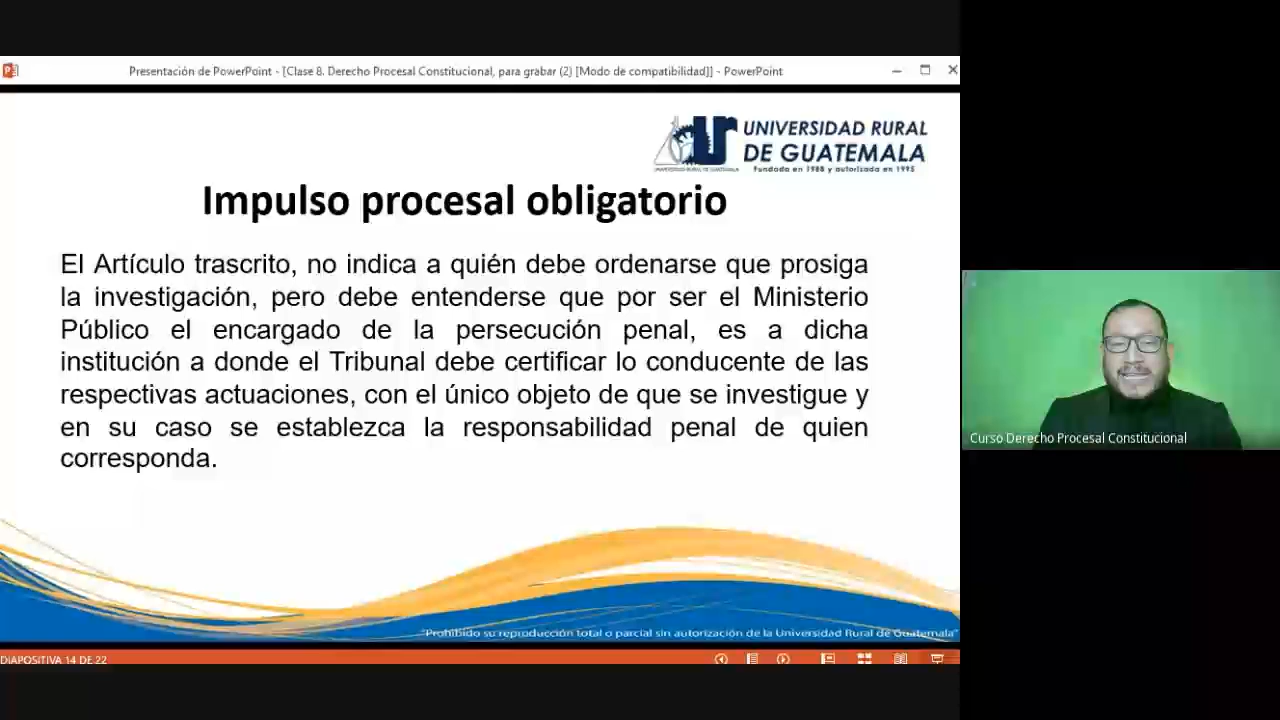 Presentación de PowerPoint - [Clase 8. Derecho Procesal Constitucional, para grabar (2) [Modo de compatibilidad]] - PowerPoint
UNIVERSIDAD RURAL
DE GUATEMALA
Fundada en 1988 y autorizada en 1995
Impulso procesal obligatorio
El Artículo trascrito, no indica a quién debe ordenarse que prosiga
la investigación, pero debe entenderse que por ser el Ministerio
Público el encargado de la persecución penal, es a dicha
institución a donde el Tribunal debe certificar lo conducente de las
respectivas actuaciones, con el único objeto de que se investigue y
en su caso se establezca la responsabilidad penal de quien
corresponda.
Curso Derecho Procesal Constitucional
"Prohibido su reproducción total o parcial sin autorización de la Universidad Rural de Guatemala"
DIAPOSITIVA 14 DE 22